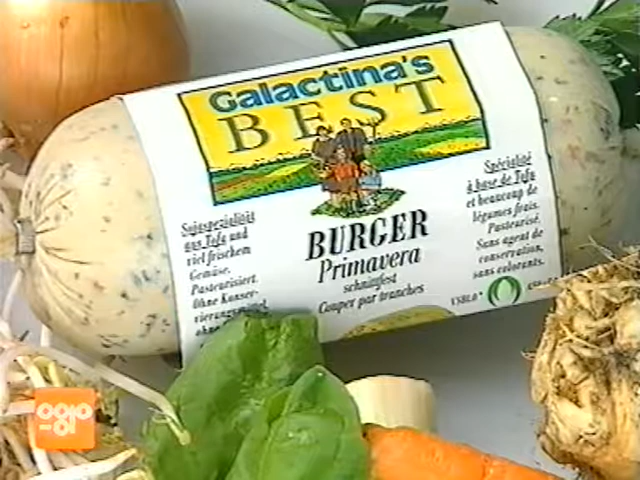 Galactina's
BEST
Sojaspezialität
aus Tofu und
viel frischem
Gemüse.
Pasteurisiert.
Ohne Konser-
vierungsmittel,
ohne
BURGER
Primavera
schnittfest
Couper par tranches
Spécialité
à base de Tofu
et beaucoup de
légumes frais.
Pasteurisé.
Sans agent de
conservation,
sans colorants.